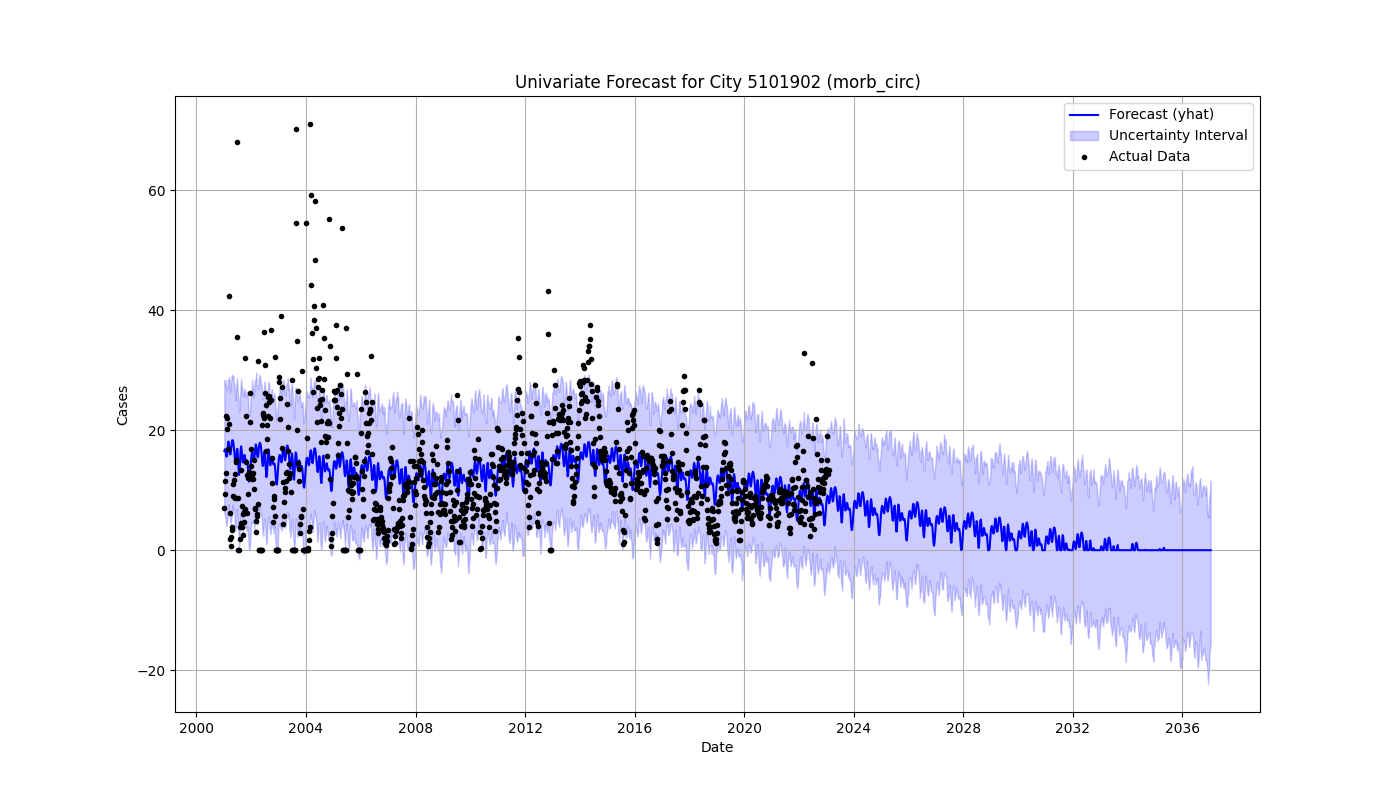 Univariate Forecast for City 5101902 (morb_circ)
Forecast (yhat)
Uncertainty Interval
Actual Data
Cases
60
40
20
0
−20
2000 2004 2008 2012 2016 2020 2024 2028 2032 2036
Date